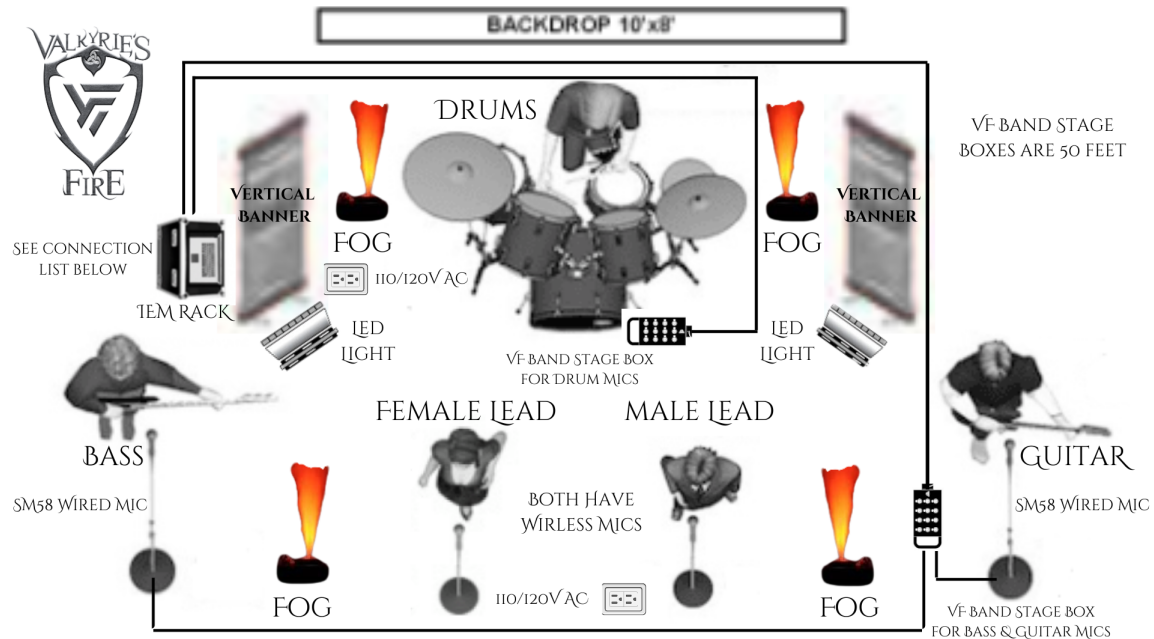 BACKDROP 10'x8'
VALKYRIE'S
FIRE
DRUMS
VF BAND STAGE
BOXES ARE 50 FEET
VERTICAL
BANNER
VERTICAL
BANNER
FOG
FOG
SEE CONNECTION
LIST BELOW
110/120V AC
IEM RACK
LED
LIGHT
LED
LIGHT
VF BAND STAGE BOX
FOR DRUM MICS
FEMALE LEAD
MALE LEAD
BASS
GUITAR
SM58 WIRED MIC
BOTH HAVE
WIRLESS MICS
SM58 WIRED MIC
FOG
110/120V AC
FOG
VF BAND STAGE BOX
FOR BASS & GUITAR MICS